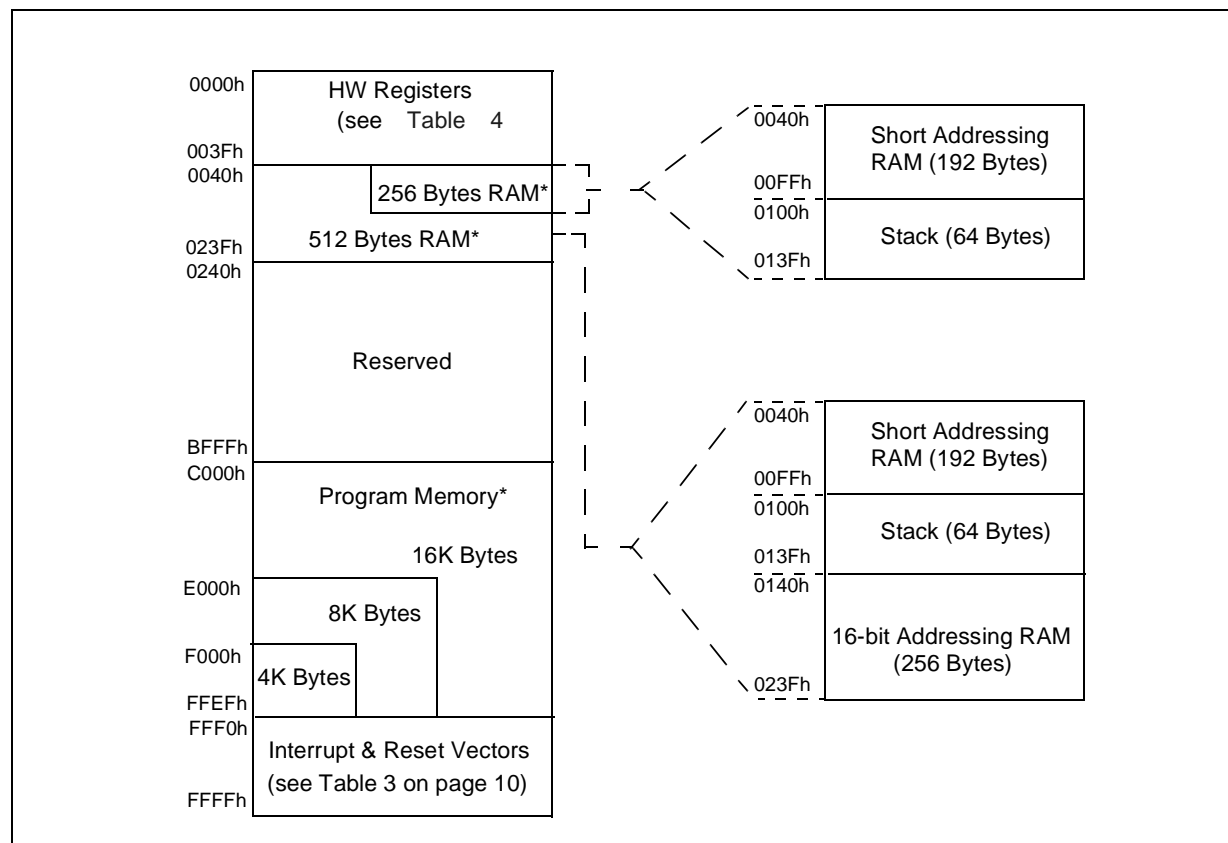 0000h
HW Registers
(see Table 4
003Fh
0040h
256 Bytes RAM*
512 Bytes RAM*
023Fh
0240h
Reserved
BFFFh
C000h
Program Memory*
16K Bytes
E000h
8K Bytes
F000h
4K Bytes
FFEFh
FFF0h
Interrupt & Reset Vectors
(see Table 3 on page 10)
FFFFh
0040h
Short Addressing
RAM (192 Bytes)
00FFh
0100h
Stack (64 Bytes)
013Fh
0040h
Short Addressing
RAM (192 Bytes)
00FFh
0100h
Stack (64 Bytes)
013Fh
0140h
16-bit Addressing RAM
(256 Bytes)
023Fh